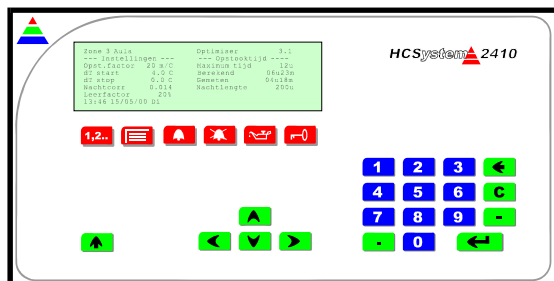 HCSystem 2410
Zone 3 Aula Optimiser 3.1
--- Instellingen --- --- Opstooktijd ----
Opst.factor 20 m/C Maximum tijd 12u
dT start 4.0 C Berekend 06u23m
dT stop 0.0 C Gemeten 04u18m
Nachtcorr 0.014 Nachtlengte 200u
Leerfactor 20%
13:46 15/05/00 Di
1,2..
1 2 3
4 5 6 C
7 8 9 -
. 0